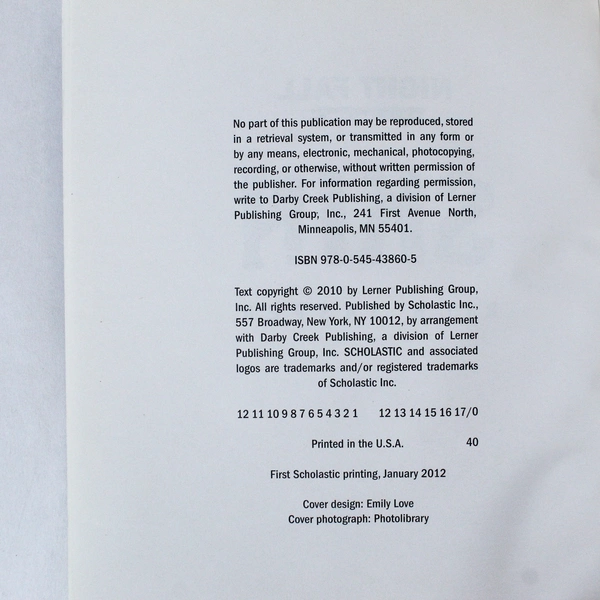 No part of this publication may be reproduced, stored
in a retrieval system, or transmitted in any form or
by any means, electronic, mechanical, photocopying,
recording, or otherwise, without written permission of
the publisher. For information regarding permission,
write to Darby Creek Publishing, a division of Lerner
Publishing Group, Inc., 241 First Avenue North,
Minneapolis, MN 55401.
ISBN 978-0-545-43860-5
Text copyright © 2010 by Lerner Publishing Group,
Inc. All rights reserved. Published by Scholastic Inc.,
557 Broadway, New York, NY 10012, by arrangement
with Darby Creek Publishing, a division of Lerner
Publishing Group, Inc. SCHOLASTIC and associated
logos are trademarks and/or registered trademarks
of Scholastic Inc.
12 11 10 9 8 7 6 5 4 3 2 1 12 13 14 15 16 17/0
Printed in the U.S.A. 40
First Scholastic printing, January 2012
Cover design: Emily Love
Cover photograph: Photolibrary